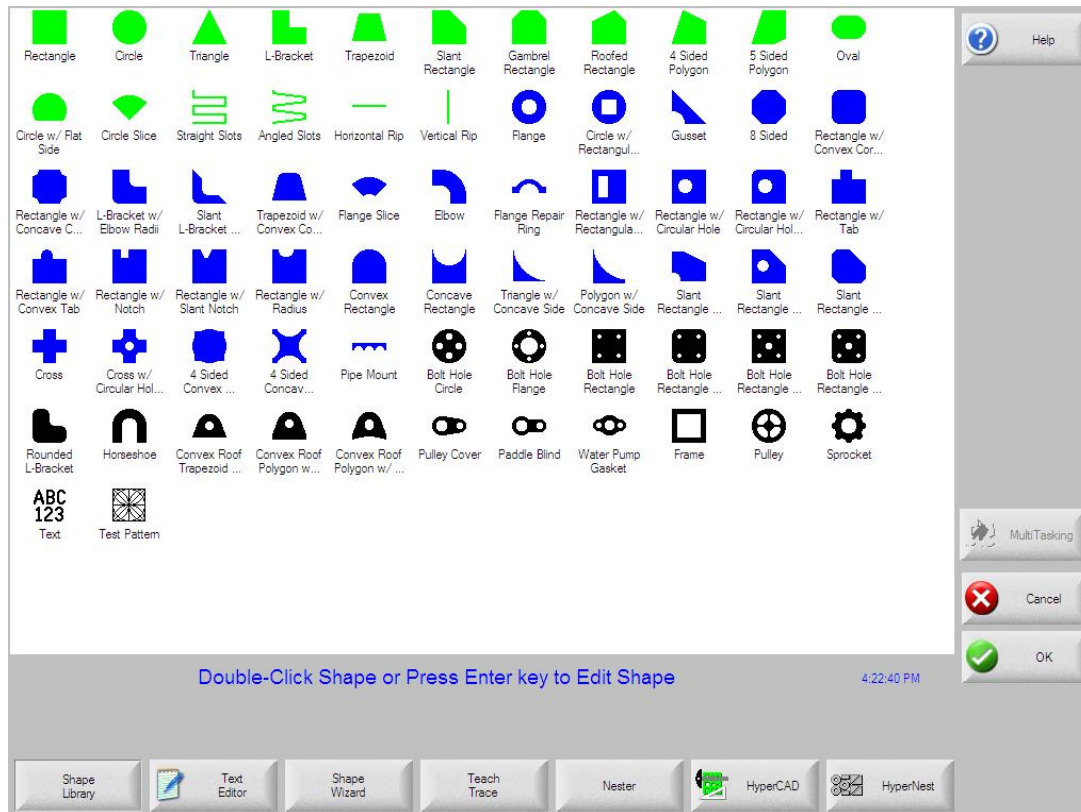 Rectangle
Circle
Triangle
L-Bracket
Trapezoid
Slant
Rectangle
Gambrel
Rectangle
Roofed
Rectangle
4 Sided
Polygon
5 Sided
Polygon
Oval
Help
Circle w/ Flat
Side
Circle Slice
Straight Slots
Angled Slots
Horizontal Rip
Vertical Rip
Flange
Circle w/
Rectangul...
Gusset
8 Sided
Rectangle w/
Convex Cor...
Rectangle w/
Concave C...
L-Bracket w/
Elbow Radii
Slant
L-Bracket ...
Trapezoid w/
Convex Co...
Flange Slice
Elbow
Flange Repair
Ring
Rectangle w/
Rectangula...
Rectangle w/
Circular Hole
Rectangle w/
Circular Hol...
Rectangle w/
Tab
Rectangle w/
Convex Tab
Rectangle w/
Notch
Rectangle w/
Slant Notch
Rectangle w/
Radius
Convex
Rectangle
Concave
Rectangle
Triangle w/
Concave Side
Polygon w/
Concave Side
Slant
Rectangle ...
Slant
Rectangle ...
Slant
Rectangle ...
Cross
Cross w/
Circular Hol...
4 Sided
Convex ...
4 Sided
Concav...
Pipe Mount
Bolt Hole
Circle
Bolt Hole
Flange
Bolt Hole
Rectangle
Bolt Hole
Rectangle ...
Bolt Hole
Rectangle ...
Bolt Hole
Rectangle ...
Rounded
L-Bracket
Horseshoe
Convex Roof
Trapezoid ...
Convex Roof
Polygon w...
Convex Roof
Polygon w/ ...
Pulley Cover
Paddle Blind
Water Pump
Gasket
Frame
Pulley
Sprocket
ABC
123
Text
Test Pattern
MultiTasking
Cancel
OK
Double-Click Shape or Press Enter key to Edit Shape
4:22:40 PM
Shape
Library
Text
Editor
Shape
Wizard
Teach
Trace
Nester
HyperCAD
HyperNest